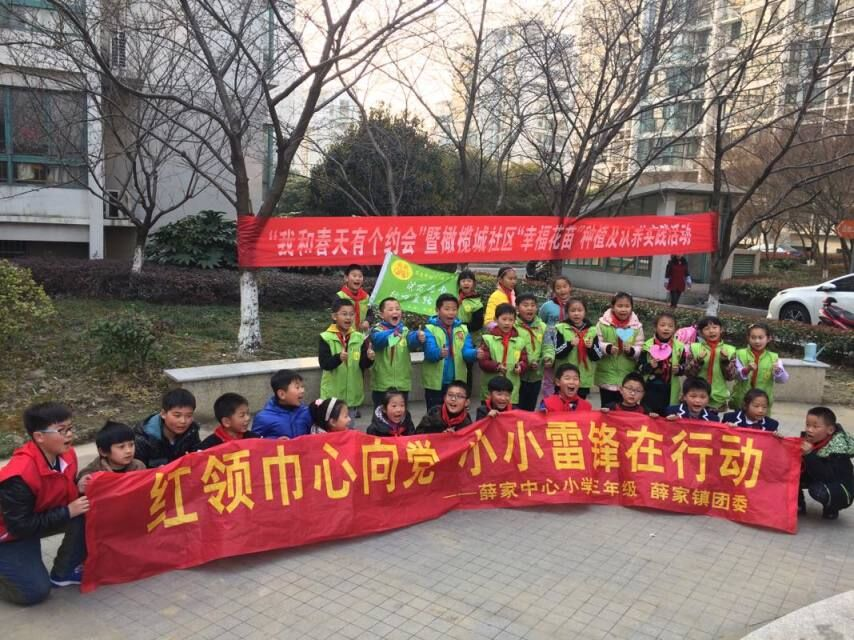 “我和春天有个约会”暨橄榄城社区“幸福花苗”种植及认养实践活动
红领巾心向党 小小雷锋在行动
——薛家中心小学三年级 薛家镇团委